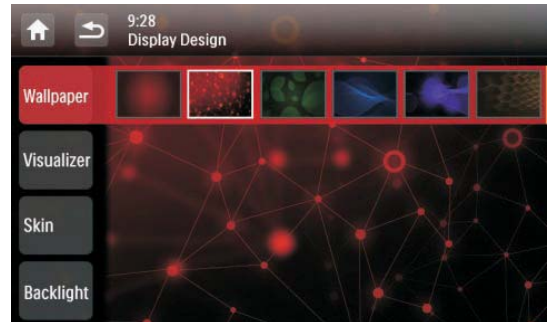 9:28
Display Design
Wallpaper
Visualizer
Skin
Backlight